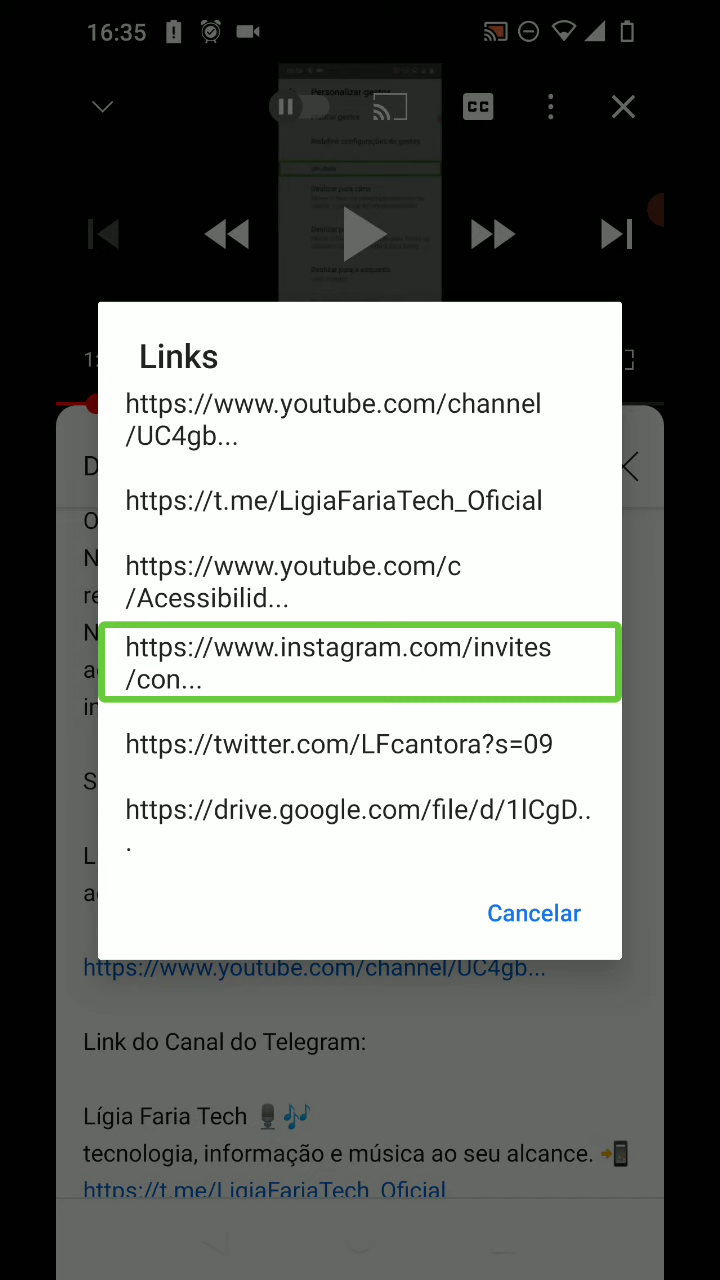 16:35
Personalizar gestos
CC
Links
https://www.youtube.com/channel
/UC4gb...
https://t.me/LigiaFariaTech_Oficial
https://www.youtube.com/c
/Acessibilid...
https://www.instagram.com/invites
/con...
https://twitter.com/LFcantora?s=09
https://drive.google.com/file/d/1lCgD..
.
Cancelar
https://www.youtube.com/channel/UC4gb...
Link do Canal do Telegram:
Lígia Faria Tech 🎙️🎶
tecnologia, informação e música ao seu alcance. 📲
https://t.me/LigiaFariaTech_Oficial